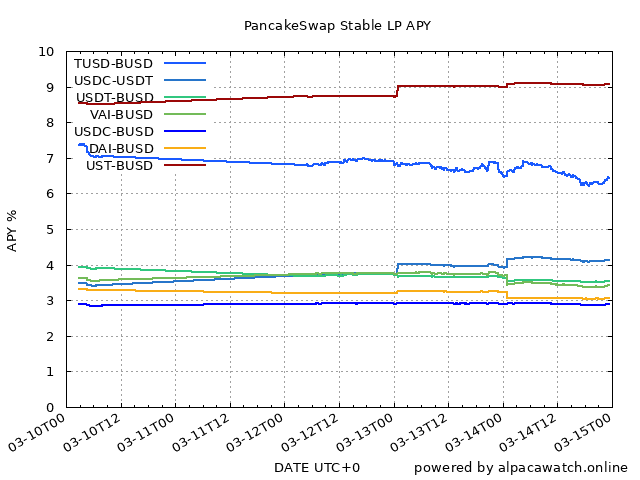 PancakeSwap Stable LP APY
10
9
8
7
6
5
4
3
2
1
0
APY %
TUSD-BUSD
USDC-USDT
USDT-BUSD
VAI-BUSD
USDC-BUSD
DAI-BUSD
UST-BUSD
03-10T00
03-10T12
03-11T00
03-11T12
03-12T00
03-12T12
03-13T00
03-13T12
03-14T00
03-14T12
03-15T00
DATE UTC+0
powered by alpacawatch.online